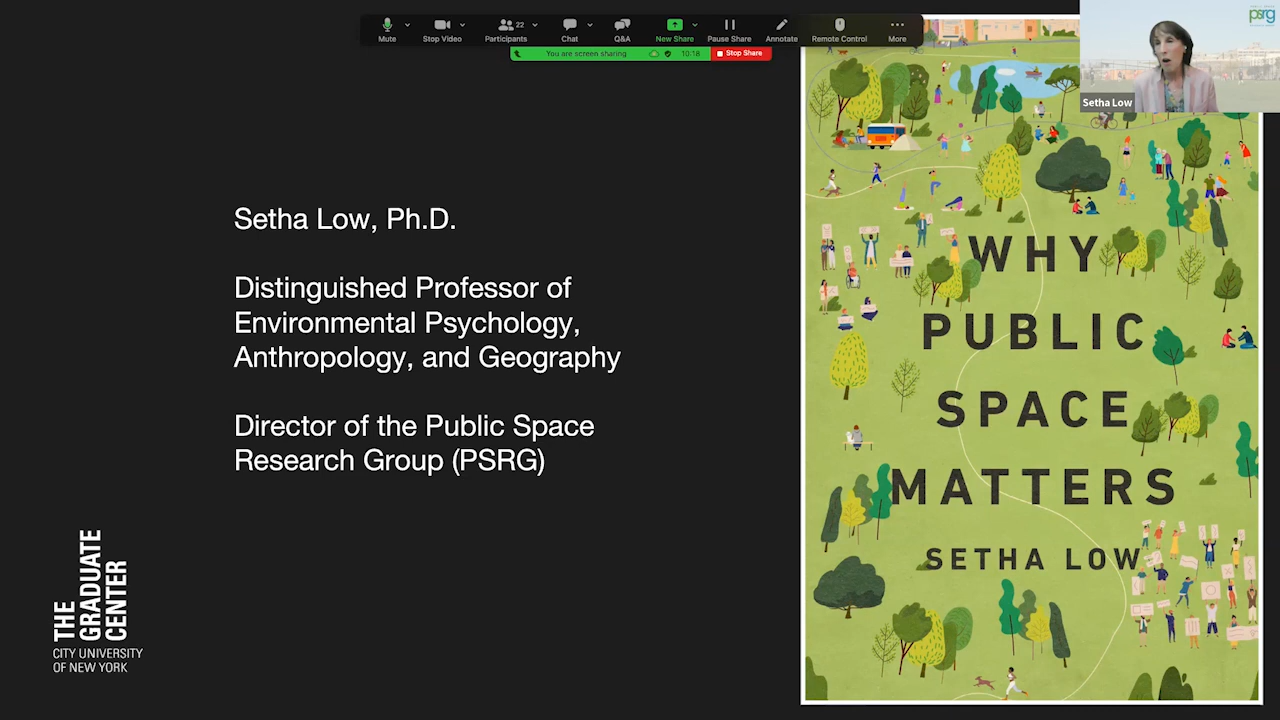 Mute
Stop Video
22
Participants
Chat
Q&A
New Share
Pause Share
Annotate
Remote Control
More
You are screen sharing
10:18
Stop Share
psrg
Setha Low
Setha Low, Ph.D.
Distinguished Professor of
Environmental Psychology,
Anthropology, and Geography
Director of the Public Space
Research Group (PSRG)
THE
GRADUATE
CENTER
CITY UNIVERSITY
OF NEW YORK
WHY
PUBLIC
SPACE
MATTERS
SETHA LOW